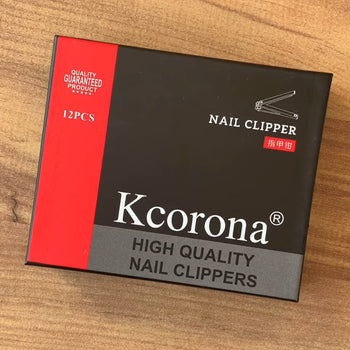 QUALITY
GUARANTEED
PRODUCT
12PCS
NAIL CLIPPER
指甲钳
Kcorona®
HIGH QUALITY
NAIL CLIPPERS